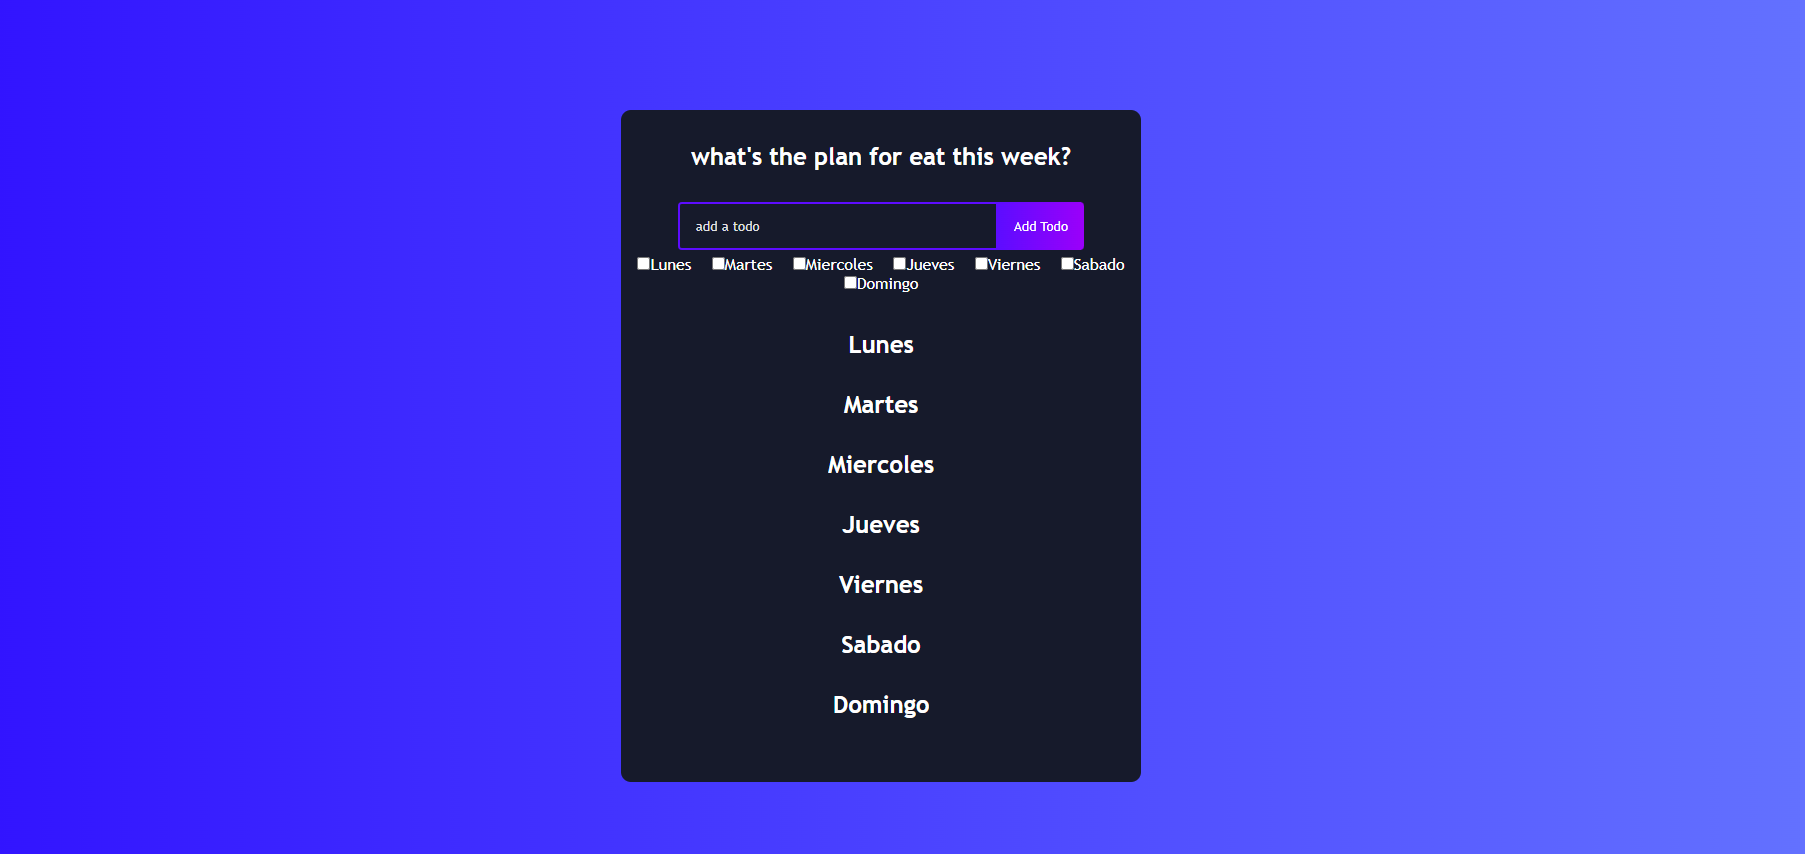 what's the plan for eat this week?
add a todo Add Todo
Lunes Martes Miercoles Jueves Viernes Sabado
Domingo
Lunes
Martes
Miercoles
Jueves
Viernes
Sabado
Domingo